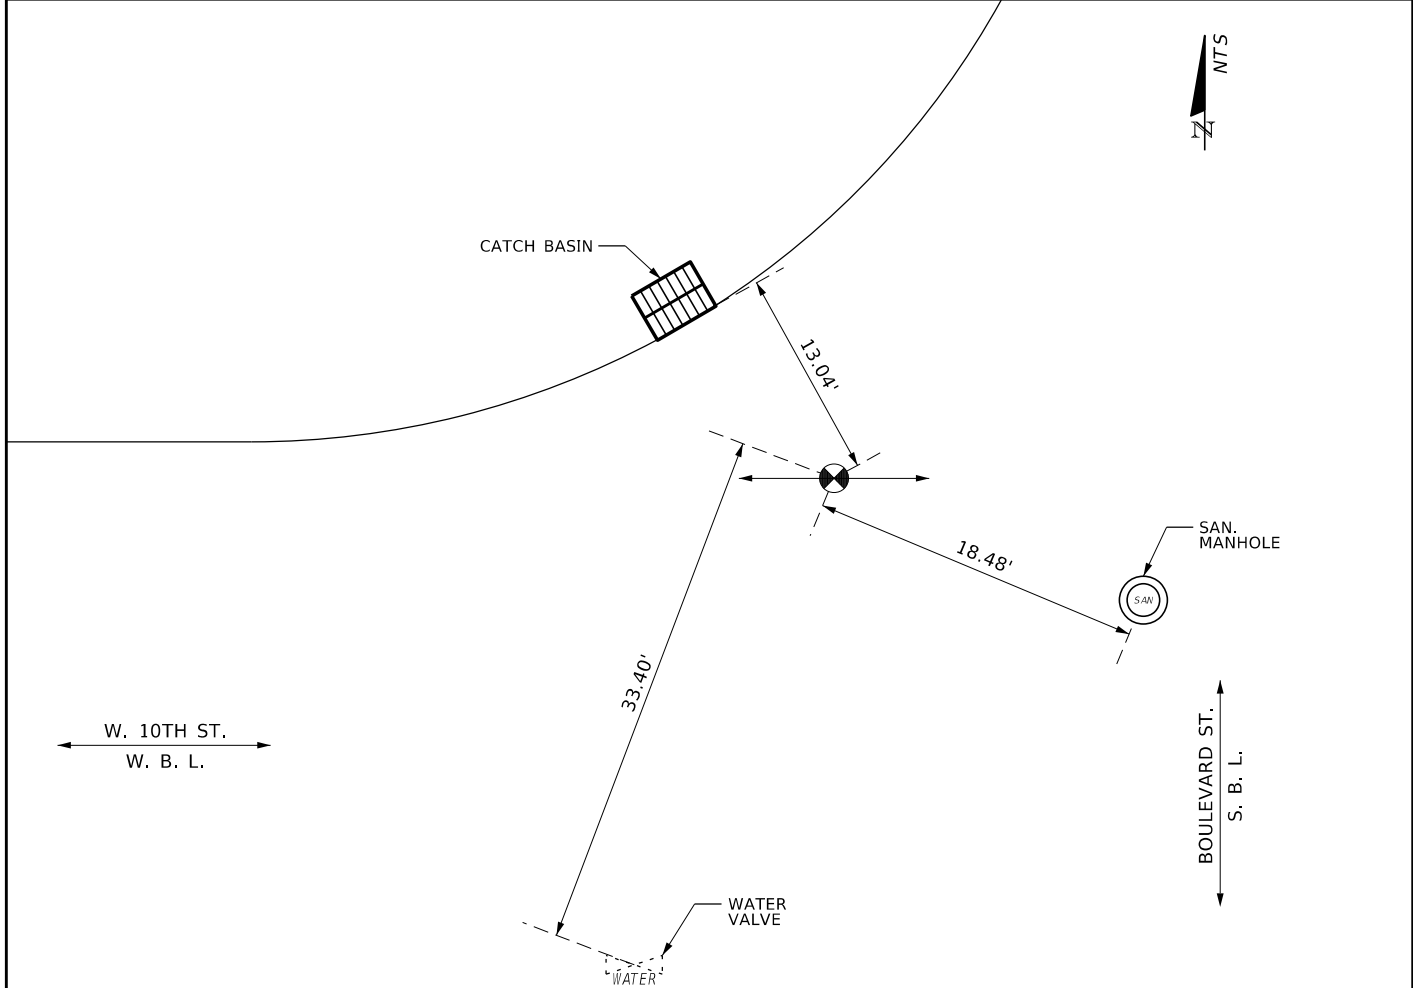 NTS
N
CATCH BASIN
13.04'
SAN.
MANHOLE
18.48'
SAN
33.40'
W. 10TH ST.
W. B. L.
BOULEVARD ST.
S. B. L.
WATER
VALVE
WATER